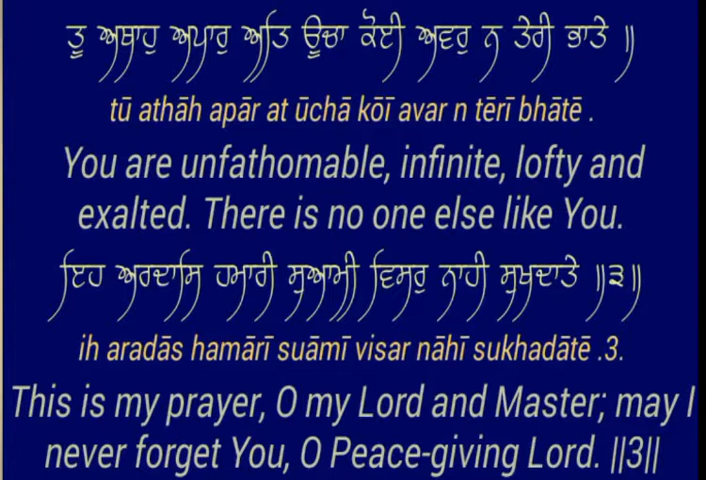 ਤੂ ਅਥਾਹੁ ਅਪਾਰੁ ਅਤਿ ਊਚਾ ਕੋਈ ਅਵਰੁ ਨ ਤੇਰੀ ਭਾਤੇ ॥
tū athāh apār at ūchā kōī avar n tērī bhātē .
You are unfathomable, infinite, lofty and
exalted. There is no one else like You.
ਇਹ ਅਰਦਾਸਿ ਹਮਾਰੀ ਸੁਆਮੀ ਵਿਸਰੁ ਨਾਹੀ ਸੁਖਦਾਤੇ ॥੩॥
ih aradās hamārī suāmī visar nāhī sukhadātē .3.
This is my prayer, O my Lord and Master; may I
never forget You, O Peace-giving Lord. ||3||